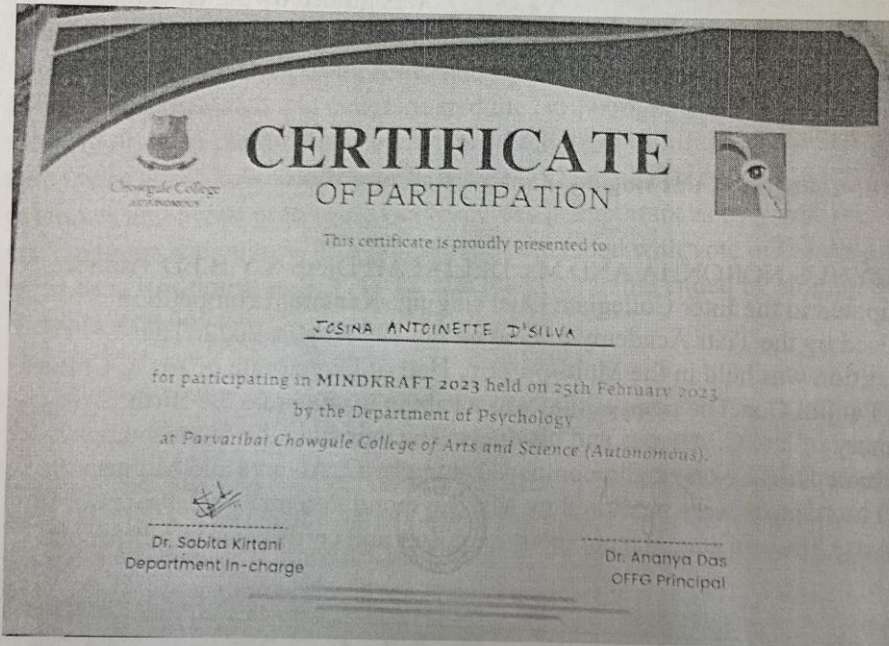 CERTIFICATE
OF PARTICIPATION
Chowgule College
AUTONOMOUS
This certificate is proudly presented to
JOSINA ANTOINETTE D'SILVA
for participating in MINDKRAFT 2023 held on 25th February 2023
by the Department of Psychology
at Parvatibai Chowgule College of Arts and Science (Autonomous).
Dr. Sobita Kirtani
Department In-charge
Dr. Ananya Das
OFFG Principal